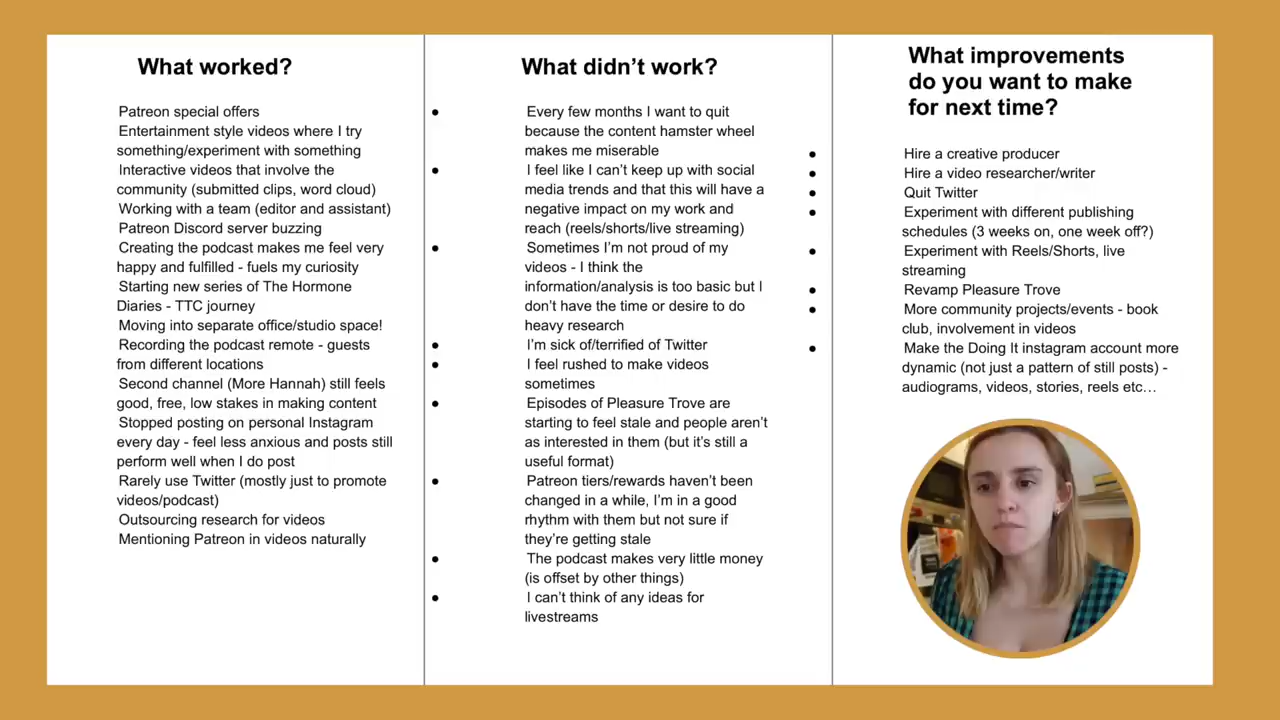 What worked?
Patreon special offers
Entertainment style videos where I try
something/experiment with something
Interactive videos that involve the
community (submitted clips, word cloud)
Working with a team (editor and assistant)
Patreon Discord server buzzing
Creating the podcast makes me feel very
happy and fulfilled - fuels my curiosity
Starting new series of The Hormone
Diaries - TTC journey
Moving into separate office/studio space!
Recording the podcast remote - guests
from different locations
Second channel (More Hannah) still feels
good, free, low stakes in making content
Stopped posting on personal Instagram
every day - feel less anxious and posts still
perform well when I do post
Rarely use Twitter (mostly just to promote
videos/podcast)
Outsourcing research for videos
Mentioning Patreon in videos naturally
What didn't work?
● Every few months I want to quit
because the content hamster wheel
makes me miserable
● I feel like I can't keep up with social
media trends and that this will have a
negative impact on my work and
reach (reels/shorts/live streaming)
● Sometimes I'm not proud of my
videos - I think the
information/analysis is too basic but I
don't have the time or desire to do
heavy research
● I'm sick of/terrified of Twitter
● I feel rushed to make videos
sometimes
● Episodes of Pleasure Trove are
starting to feel stale and people aren't
as interested in them (but it's still a
useful format)
● Patreon tiers/rewards haven't been
changed in a while, I'm in a good
rhythm with them but not sure if
they're getting stale
● The podcast makes very little money
(is offset by other things)
● I can't think of any ideas for
livestreams
What improvements
do you want to make
for next time?
● Hire a creative producer
● Hire a video researcher/writer
● Quit Twitter
● Experiment with different publishing
schedules (3 weeks on, one week off?)
● Experiment with Reels/Shorts, live
streaming
● Revamp Pleasure Trove
● More community projects/events - book
club, involvement in videos
● Make the Doing It instagram account more
dynamic (not just a pattern of still posts) -
audiograms, videos, stories, reels etc…